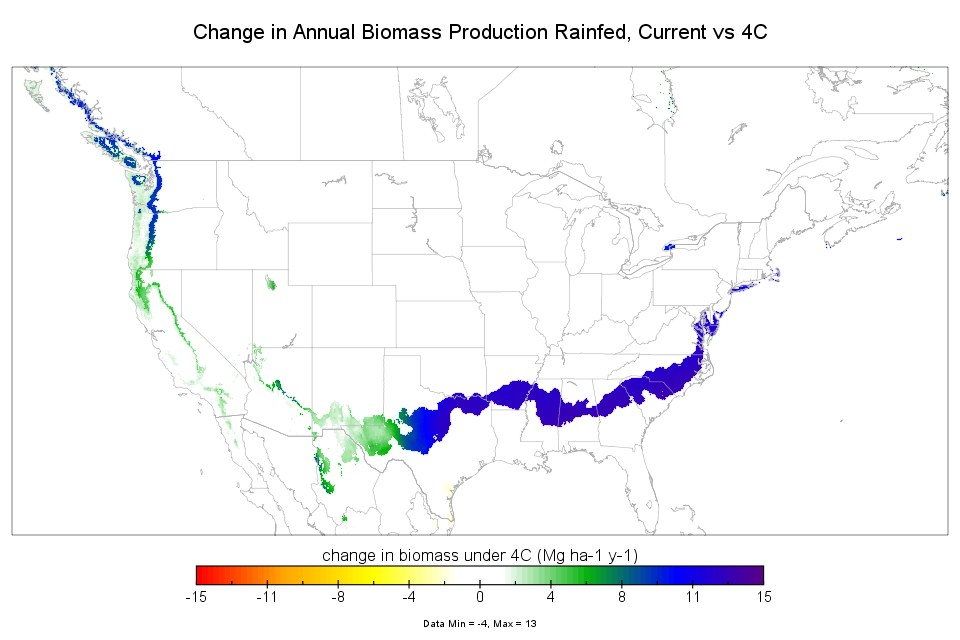 Change in Annual Biomass Production Rainfed, Current vs 4C
change in biomass under 4C (Mg ha-1 y-1)
-15 -11 -8 -4 0 4 8 11 15
Data Min = -4, Max = 13